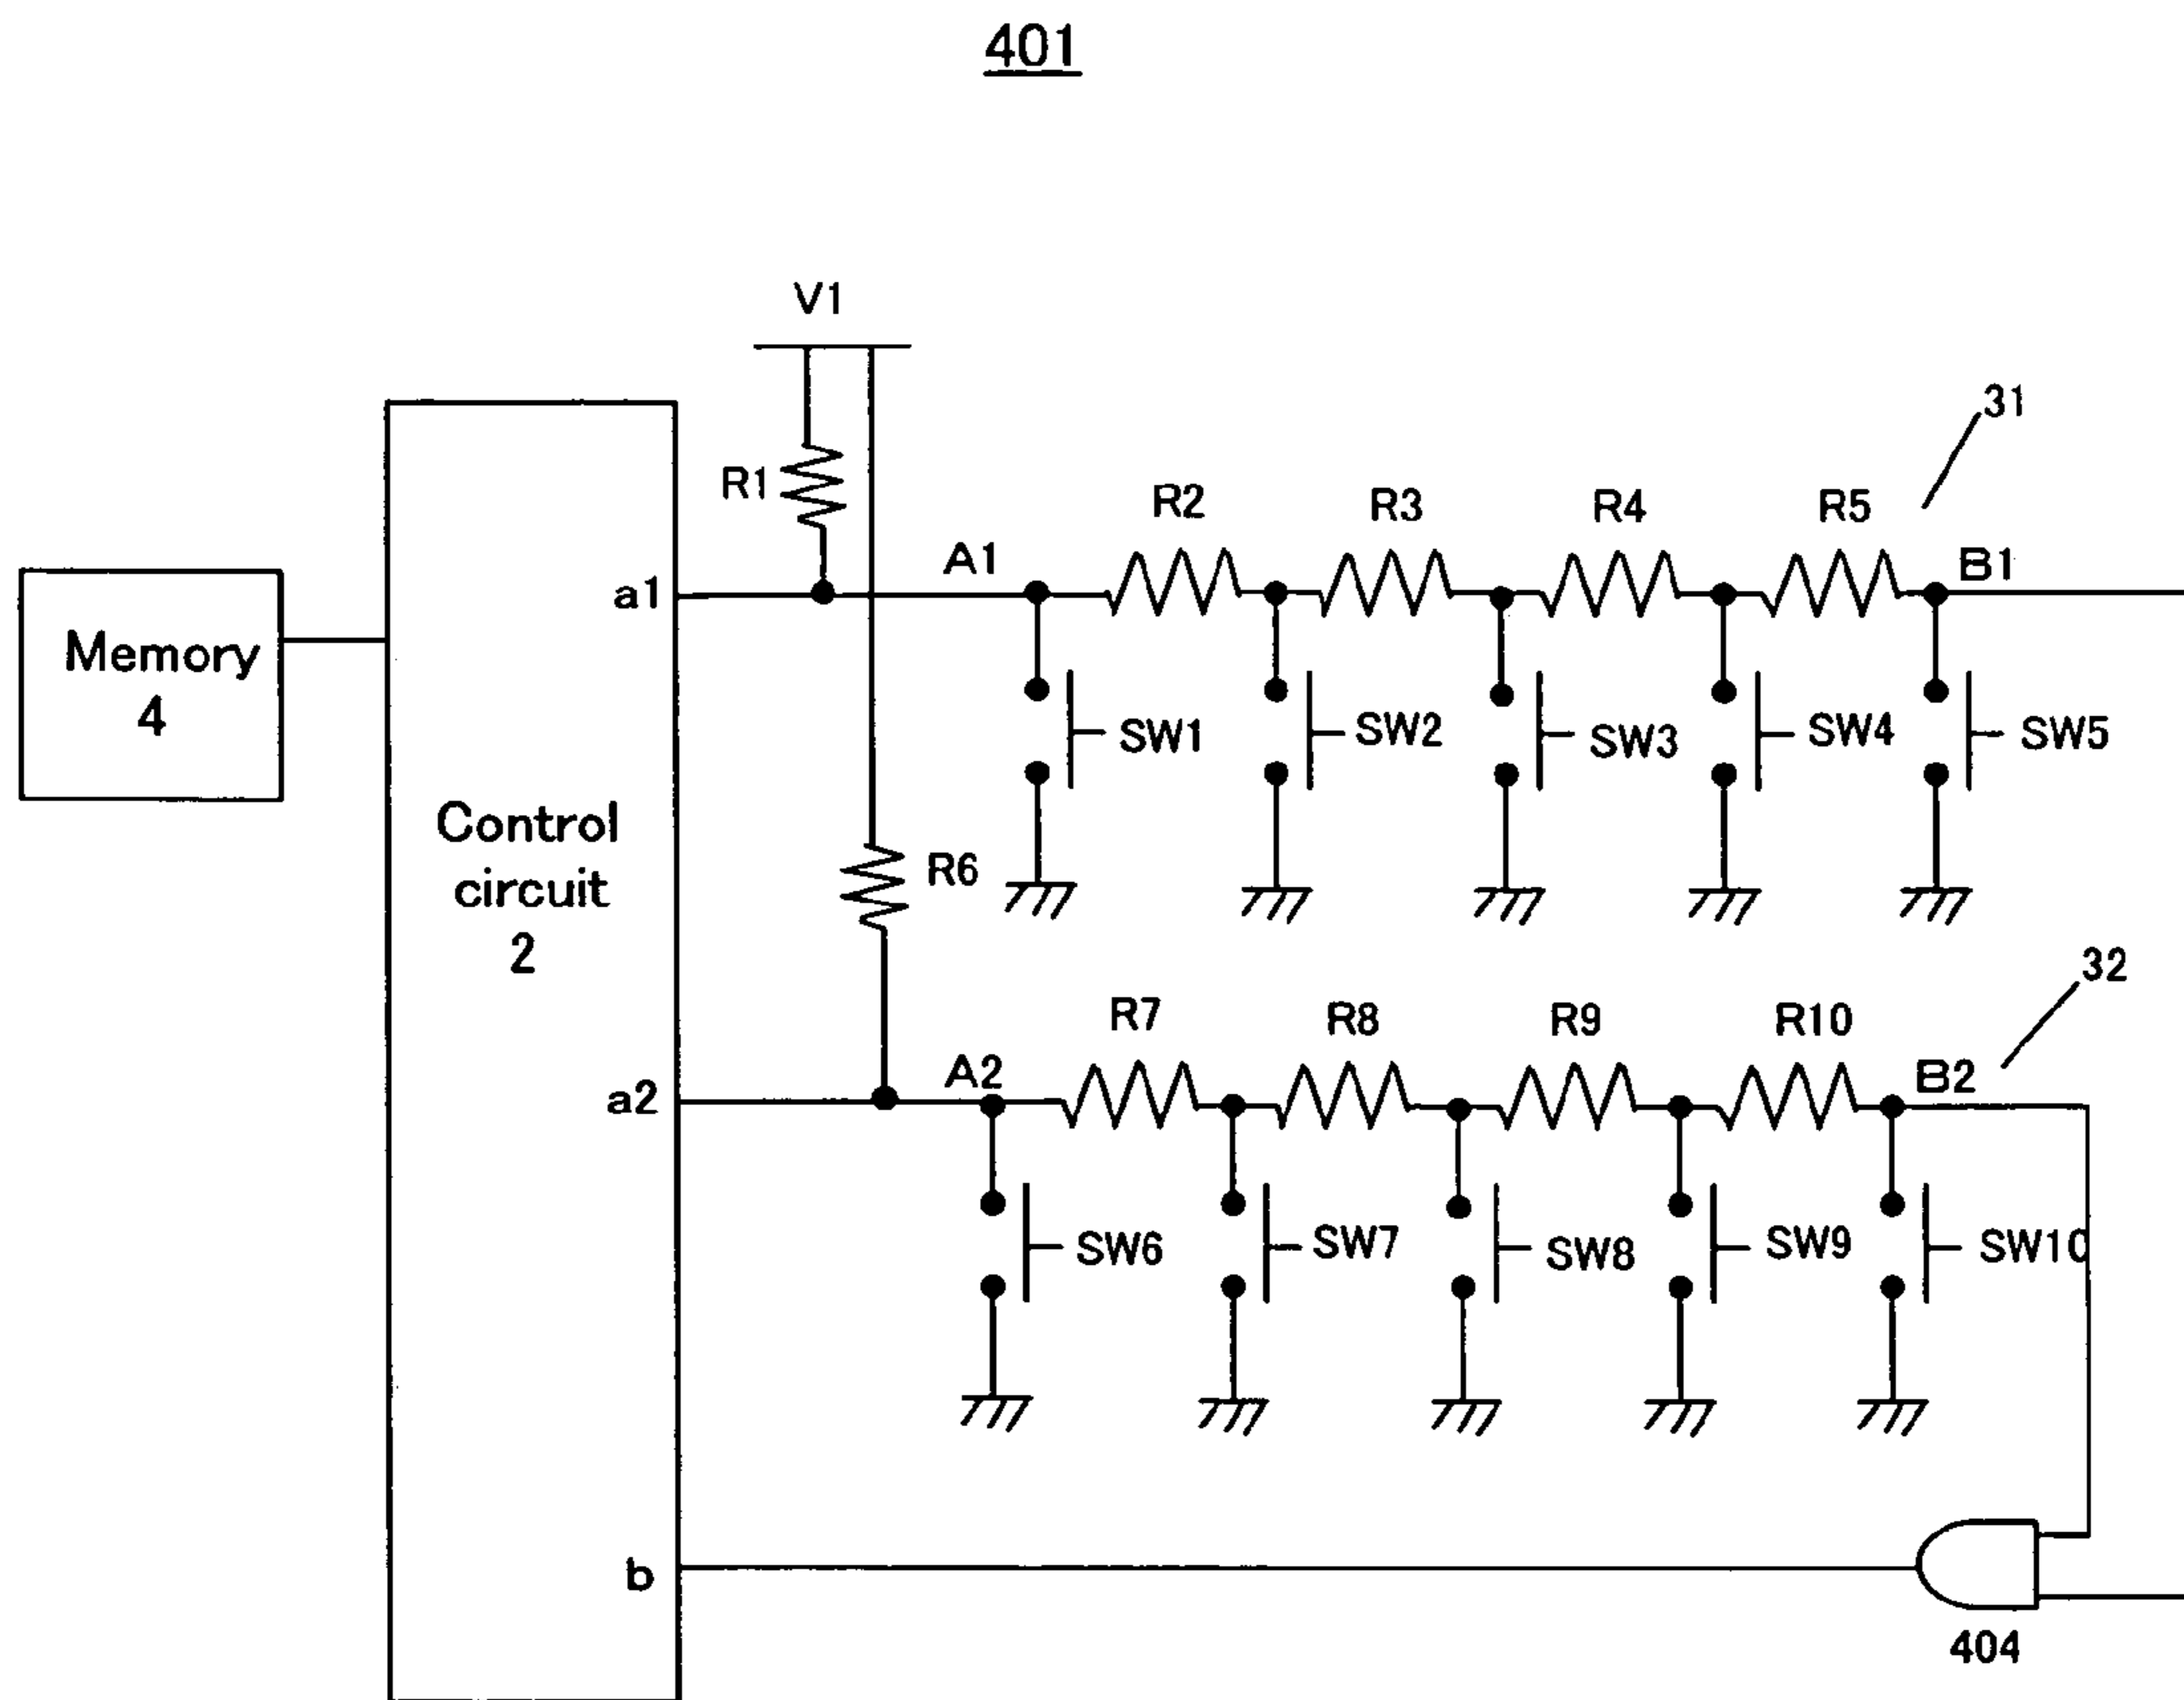 401
V1
31
R1
R2
R3
R4
R5
A1
B1
a1
Memory
4
SW1
SW2
SW3
SW4
SW5
Control
circuit
2
R6
32
R7
R8
R9
R10
A2
B2
a2
SW6
SW7
SW8
SW9
SW10
b
404